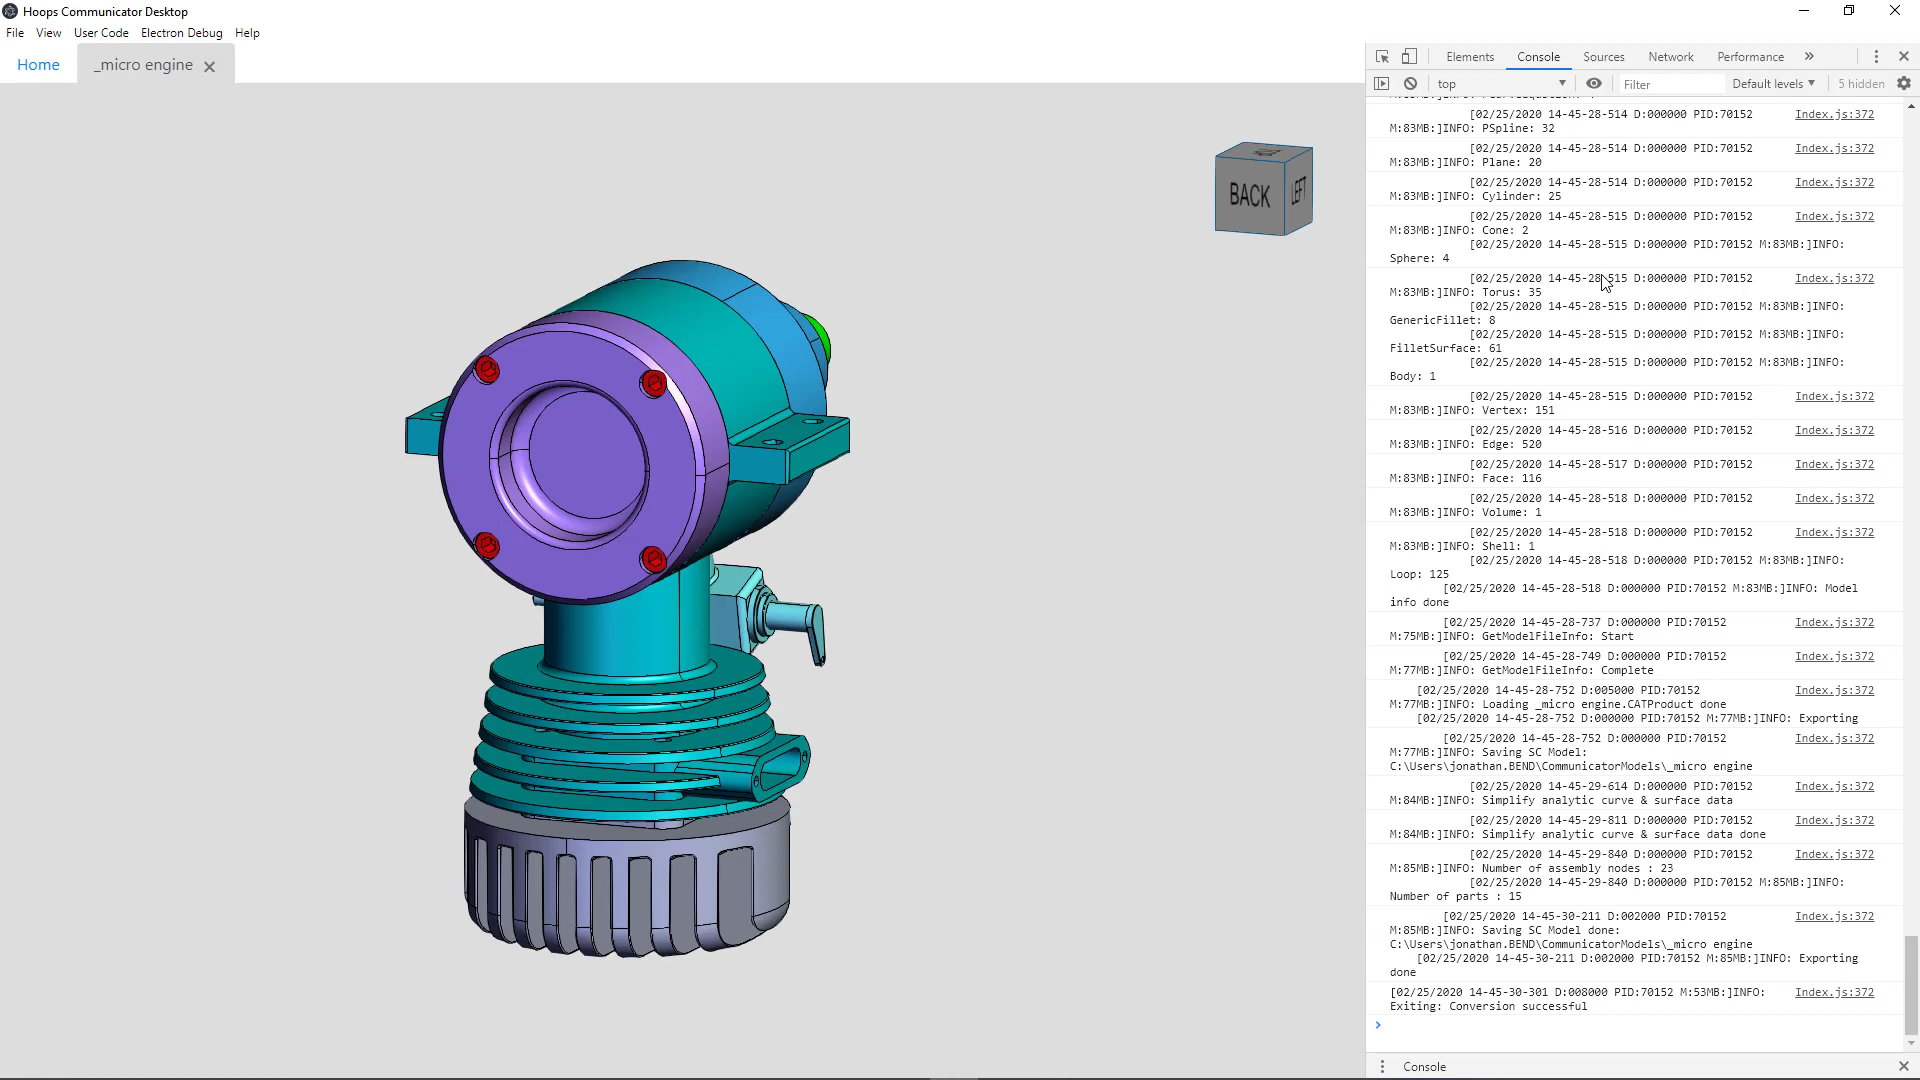 Hoops Communicator Desktop
File View User Code Electron Debug Help
Home _micro engine
BACK LEFT
Elements Console Sources Network Performance
top Filter Default levels 5 hidden
[02/25/2020 14-45-28-514 D:000000 PID:70152 Index.js:372
M:83MB:]INFO: PSpline: 32
[02/25/2020 14-45-28-514 D:000000 PID:70152 Index.js:372
M:83MB:]INFO: Plane: 20
[02/25/2020 14-45-28-514 D:000000 PID:70152 Index.js:372
M:83MB:]INFO: Cylinder: 25
[02/25/2020 14-45-28-515 D:000000 PID:70152 Index.js:372
M:83MB:]INFO: Cone: 2
[02/25/2020 14-45-28-515 D:000000 PID:70152 M:83MB:]INFO:
Sphere: 4
[02/25/2020 14-45-28-515 D:000000 PID:70152 Index.js:372
M:83MB:]INFO: Torus: 35
[02/25/2020 14-45-28-515 D:000000 PID:70152 M:83MB:]INFO:
GenericFillet: 8
[02/25/2020 14-45-28-515 D:000000 PID:70152 M:83MB:]INFO:
FilletSurface: 61
[02/25/2020 14-45-28-515 D:000000 PID:70152 M:83MB:]INFO:
Body: 1
[02/25/2020 14-45-28-515 D:000000 PID:70152 Index.js:372
M:83MB:]INFO: Vertex: 151
[02/25/2020 14-45-28-516 D:000000 PID:70152 Index.js:372
M:83MB:]INFO: Edge: 520
[02/25/2020 14-45-28-517 D:000000 PID:70152 Index.js:372
M:83MB:]INFO: Face: 116
[02/25/2020 14-45-28-518 D:000000 PID:70152 Index.js:372
M:83MB:]INFO: Volume: 1
[02/25/2020 14-45-28-518 D:000000 PID:70152 Index.js:372
M:83MB:]INFO: Shell: 1
[02/25/2020 14-45-28-518 D:000000 PID:70152 M:83MB:]INFO:
Loop: 125
[02/25/2020 14-45-28-518 D:000000 PID:70152 M:83MB:]INFO: Model
info done
[02/25/2020 14-45-28-737 D:000000 PID:70152 Index.js:372
M:75MB:]INFO: GetModelFileInfo: Start
[02/25/2020 14-45-28-749 D:000000 PID:70152 Index.js:372
M:77MB:]INFO: GetModelFileInfo: Complete
[02/25/2020 14-45-28-752 D:005000 PID:70152 Index.js:372
M:77MB:]INFO: Loading _micro engine.CATProduct done
[02/25/2020 14-45-28-752 D:000000 PID:70152 M:77MB:]INFO: Exporting
[02/25/2020 14-45-28-752 D:000000 PID:70152 Index.js:372
M:77MB:]INFO: Saving SC Model:
C:\Users\jonathan.BEND\CommunicatorModels\_micro engine
[02/25/2020 14-45-29-614 D:000000 PID:70152 Index.js:372
M:84MB:]INFO: Simplify analytic curve & surface data
[02/25/2020 14-45-29-811 D:000000 PID:70152 Index.js:372
M:84MB:]INFO: Simplify analytic curve & surface data done
[02/25/2020 14-45-29-840 D:000000 PID:70152 Index.js:372
M:85MB:]INFO: Number of assembly nodes : 23
[02/25/2020 14-45-29-840 D:000000 PID:70152 M:85MB:]INFO:
Number of parts : 15
[02/25/2020 14-45-30-211 D:002000 PID:70152 Index.js:372
M:85MB:]INFO: Saving SC Model done:
C:\Users\jonathan.BEND\CommunicatorModels\_micro engine
[02/25/2020 14-45-30-211 D:002000 PID:70152 M:85MB:]INFO: Exporting
done
[02/25/2020 14-45-30-301 D:008000 PID:70152 M:53MB:]INFO: Index.js:372
Exiting: Conversion successful
Console